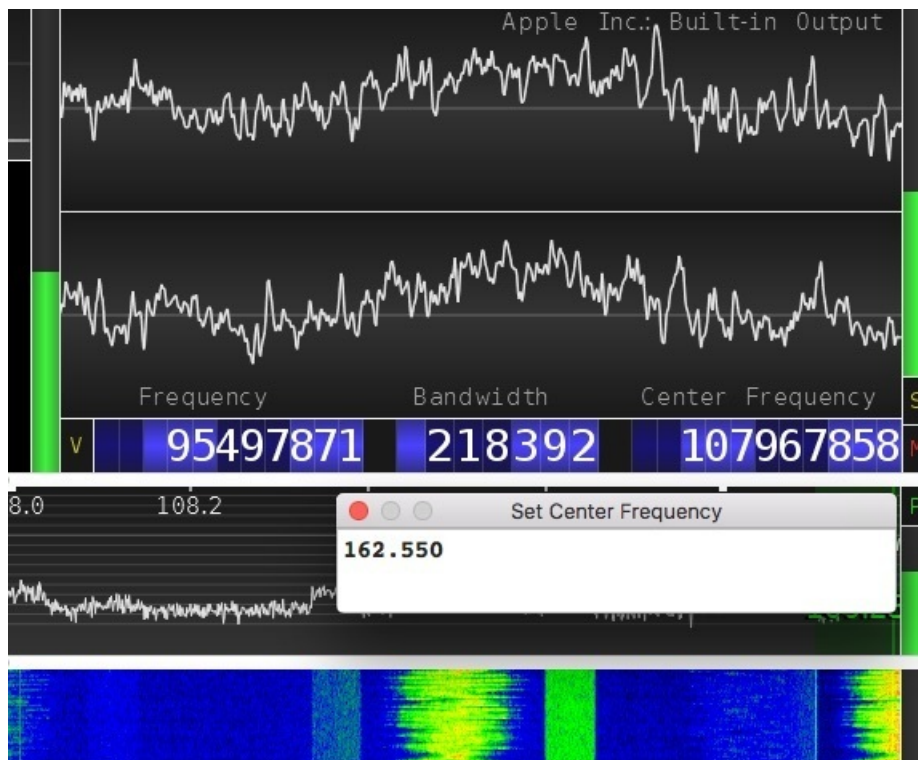 Apple Inc.: Built-in Output
Frequency Bandwidth Center Frequency
V 95497871 218392 107967858
8.0 108.2
Set Center Frequency
162.550